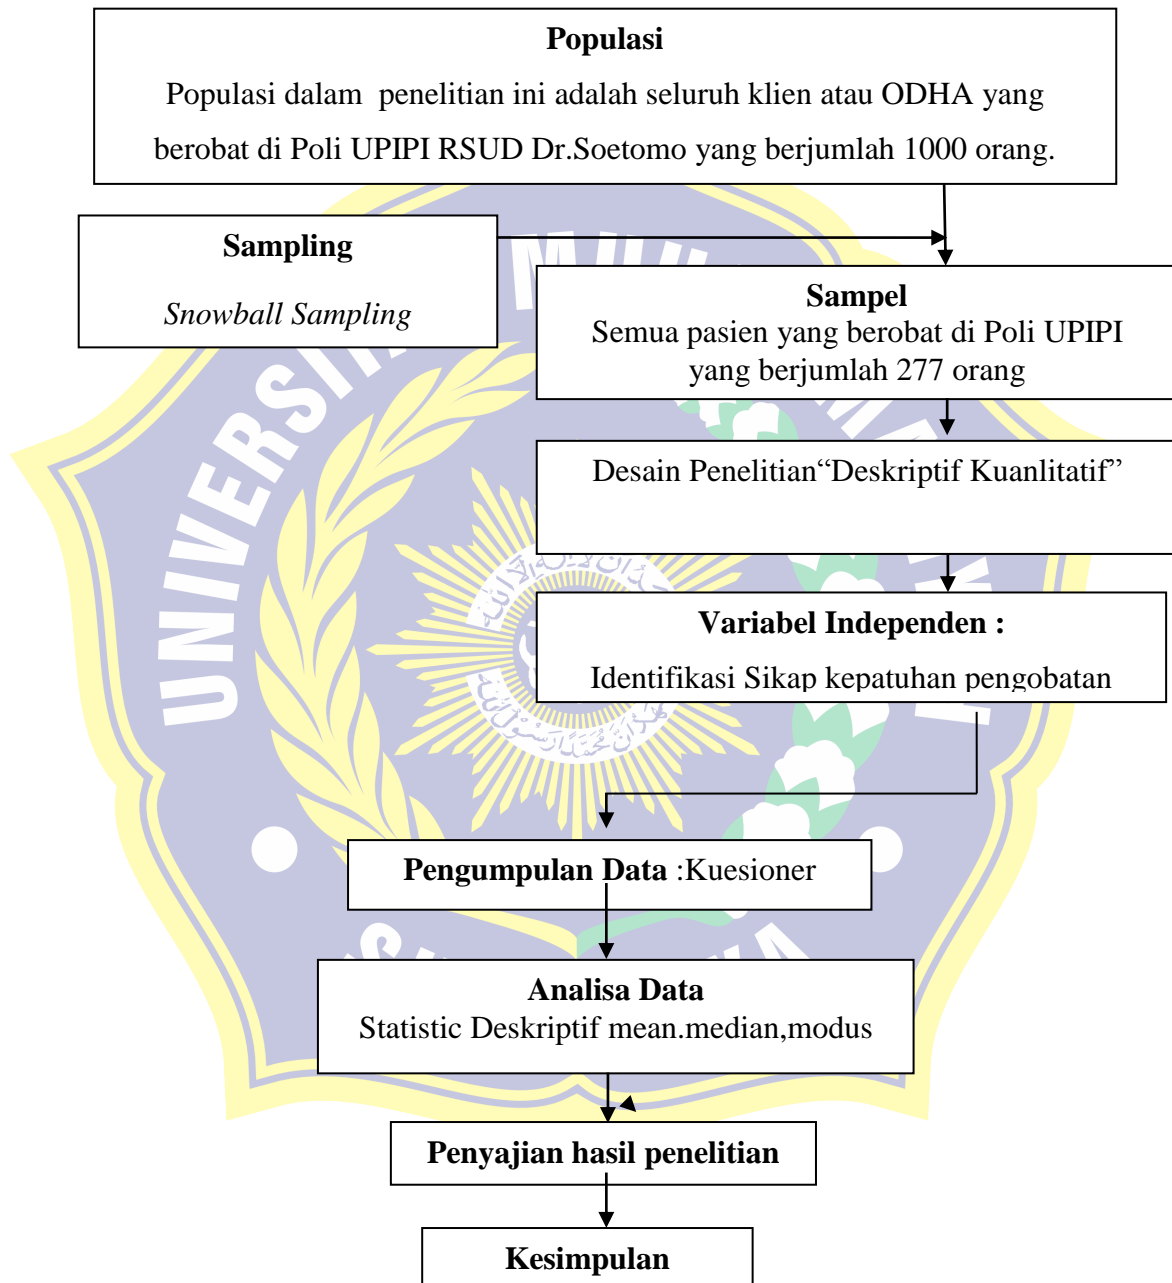 Populasi
Populasi dalam penelitian ini adalah seluruh klien atau ODHA yang
berobat di Poli UPIPI RSUD Dr.Soetomo yang berjumlah 1000 orang.
Sampling
Snowball Sampling
Sampel
Semua pasien yang berobat di Poli UPIPI
yang berjumlah 277 orang
Desain Penelitian“Deskriptif Kuanlitatif”
Variabel Independen :
Identifikasi Sikap kepatuhan pengobatan
Pengumpulan Data :Kuesioner
Analisa Data
Statistic Deskriptif mean.median,modus
Penyajian hasil penelitian
Kesimpulan